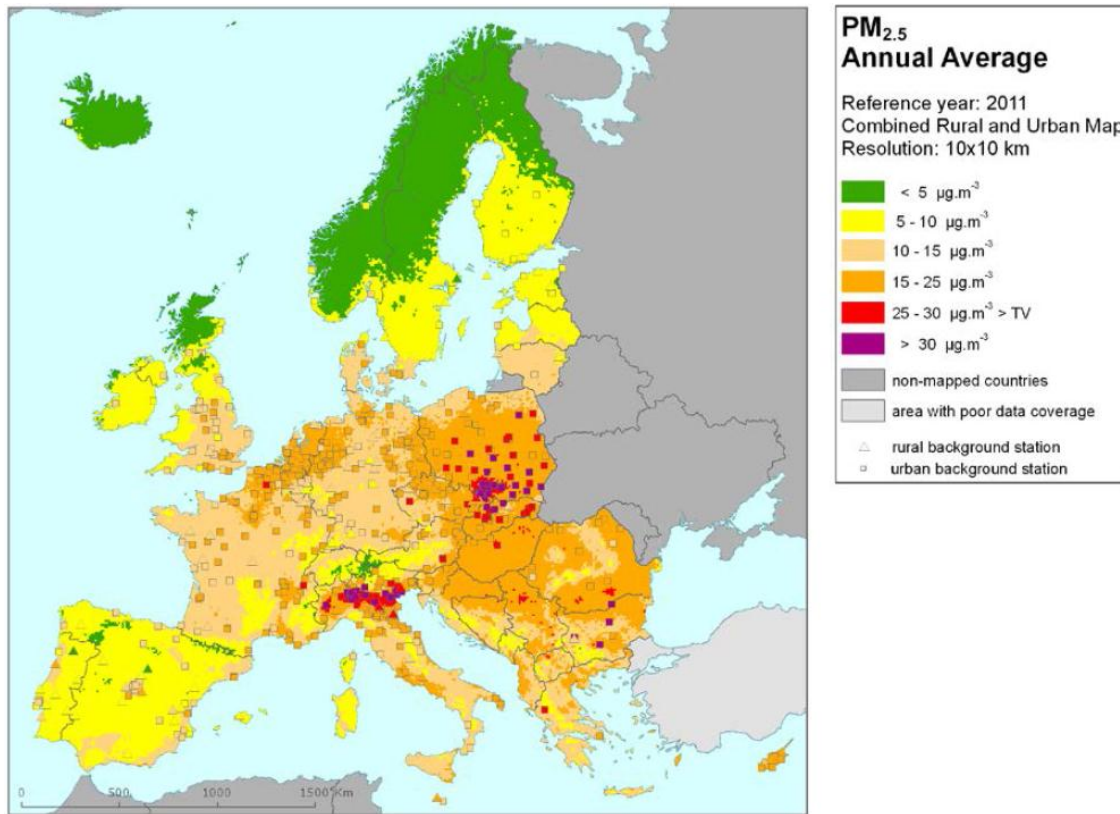 PM2.5
Annual Average
Reference year: 2011
Combined Rural and Urban Map
Resolution: 10x10 km
< 5 µg.m-3
5 - 10 µg.m-3
10 - 15 µg.m-3
15 - 25 µg.m-3
25 - 30 µg.m-3 > TV
> 30 µg.m-3
non-mapped countries
area with poor data coverage
rural background station
urban background station
0 500 1000 1500 Km